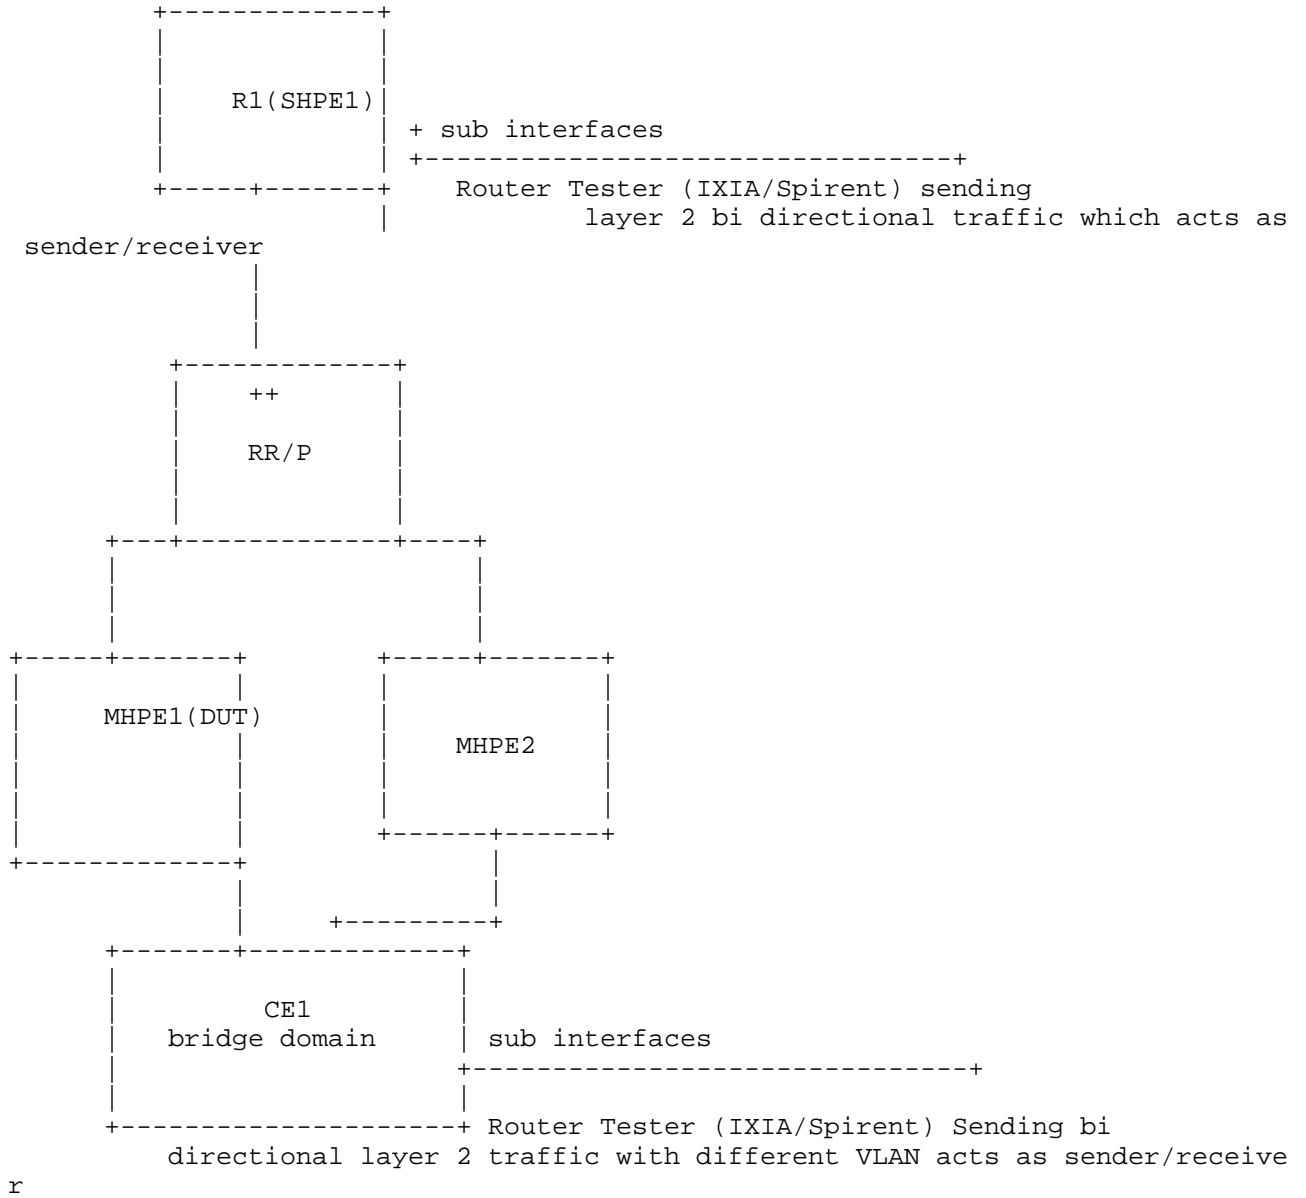 R1(SHPE1)
+ sub interfaces
Router Tester (IXIA/Spirent) sending
layer 2 bi directional traffic which acts as
sender/receiver
++
RR/P
MHPE1(DUT)
MHPE2
CE1
bridge domain
sub interfaces
Router Tester (IXIA/Spirent) Sending bi
directional layer 2 traffic with different VLAN acts as sender/receive
r